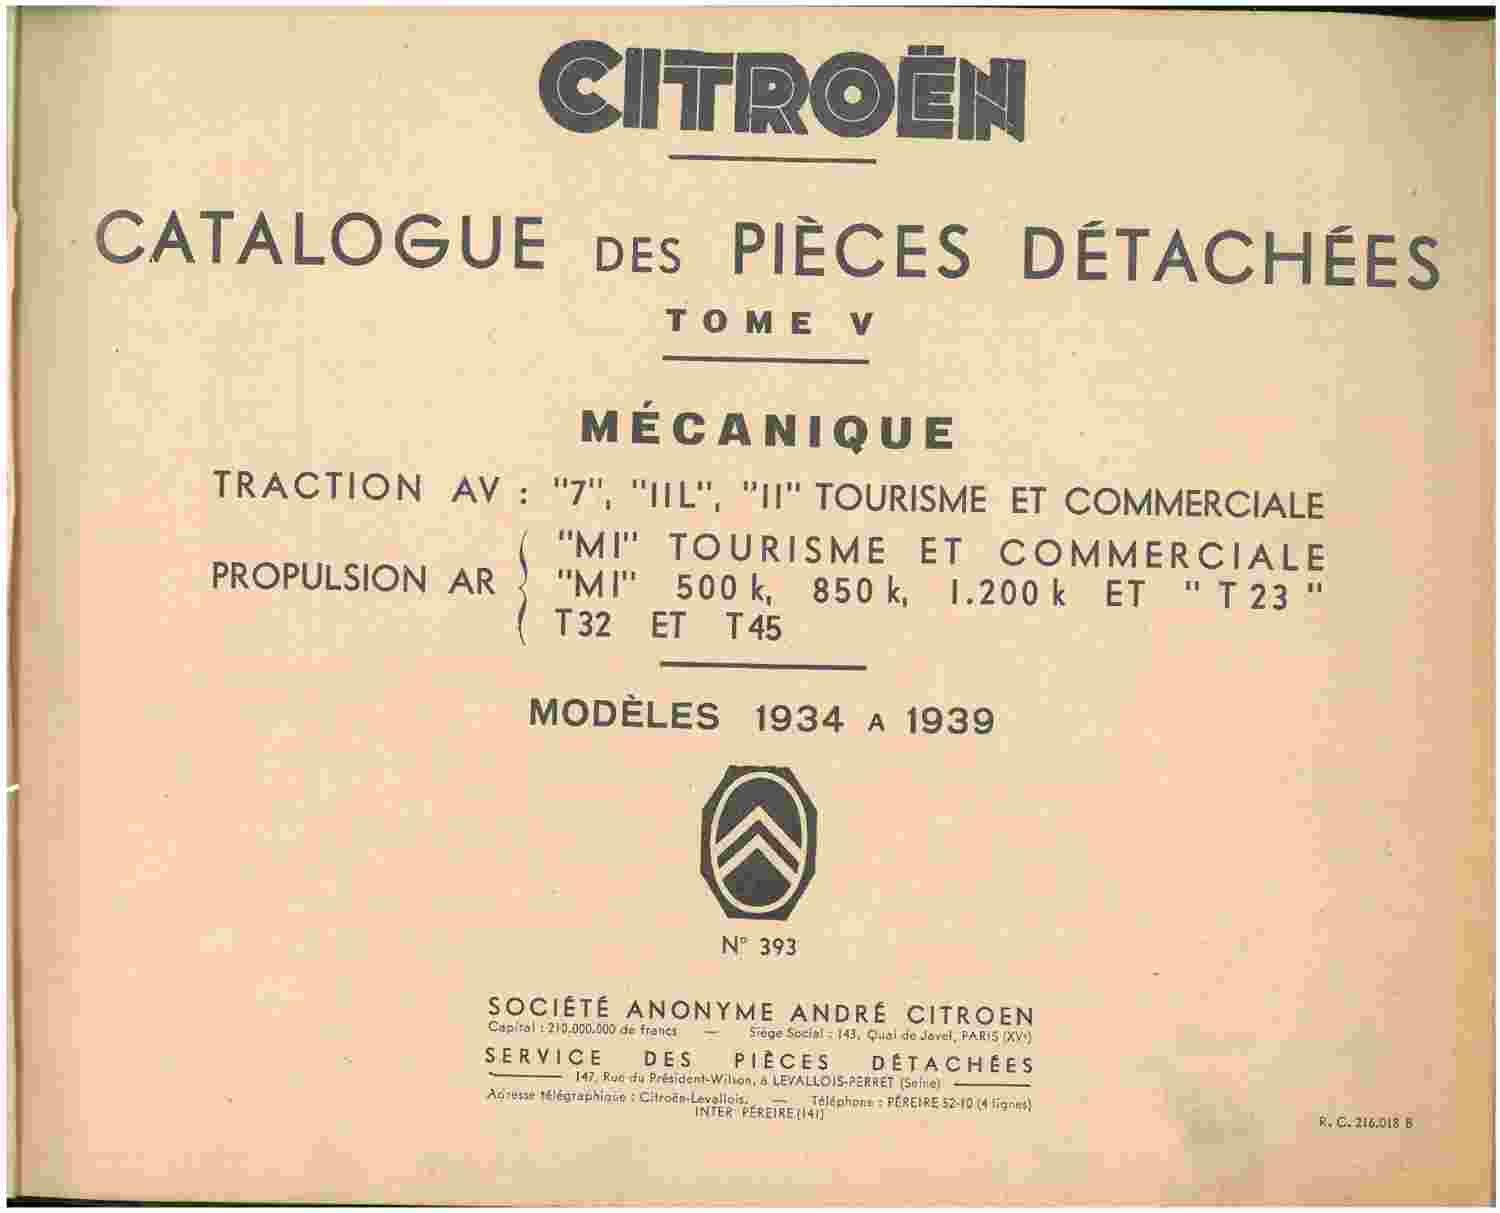 CITROËN
CATALOGUE DES PIÈCES DÉTACHÉES
TOME V
MÉCANIQUE
TRACTION AV : "7", "IIL", "II" TOURISME ET COMMERCIALE
PROPULSION AR { "MI" TOURISME ET COMMERCIALE
"MI" 500 k, 850 k, 1.200 k ET "T23"
T32 ET T45
MODÈLES 1934 A 1939
N° 393
SOCIÉTÉ ANONYME ANDRÉ CITROEN
Capital : 210.000.000 de francs — Siège Social : 143, Quai de Javel, PARIS (XVe)
SERVICE DES PIÈCES DÉTACHÉES
147, Rue du Président-Wilson, à LEVALLOIS-PERRET (Seine)
Adresse télégraphique : Citroën-Levallois. — Téléphone : PÉREIRE 52-10 (4 lignes)
INTER PÉREIRE (141)
R. C. 216.018 B